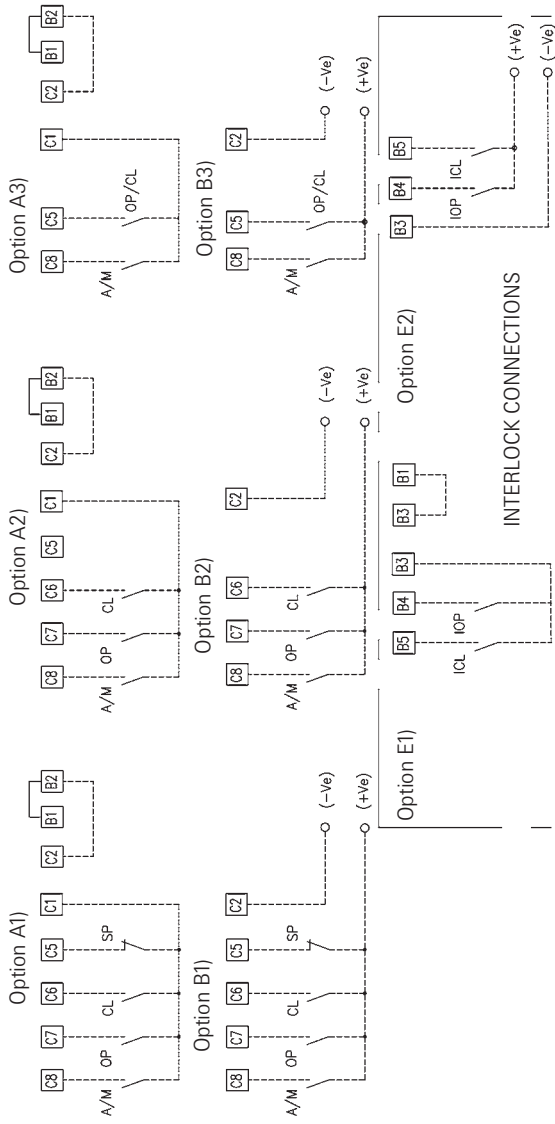 Option A1)
C8 C7 C6 C5 C1 C2 B1 B2
A/M OP CL SP
Option A2)
C8 C7 C6 C5 C1 C2 B1 B2
A/M OP CL
Option A3)
C8 C5 C1 C2 B1 B2
A/M OP/CL
Option B1)
C8 C7 C6 C5 C2
A/M OP CL SP
(-Ve)
(+Ve)
Option B2)
C8 C7 C6 C2
A/M OP CL
(-Ve)
(+Ve)
Option B3)
C8 C5 C2
A/M OP/CL
(-Ve)
(+Ve)
Option E1)
B5 B4 B3 B3 B1
ICL IOP
Option E2)
B3 B4 B5
IOP ICL
(+Ve)
(-Ve)
INTERLOCK CONNECTIONS